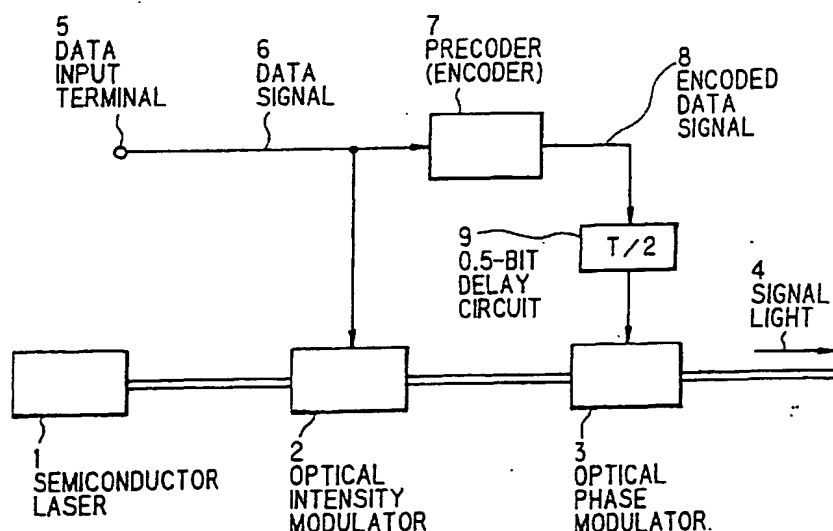 5
DATA
INPUT
TERMINAL
6
DATA
SIGNAL
7
PRECODER
(ENCODER)
8
ENCODED
DATA
SIGNAL
9
0.5-BIT
DELAY
CIRCUIT
T/2
4
SIGNAL
LIGHT
1
SEMICONDUCTOR
LASER
2
OPTICAL
INTENSITY
MODULATOR
3
OPTICAL
PHASE
MODULATOR.